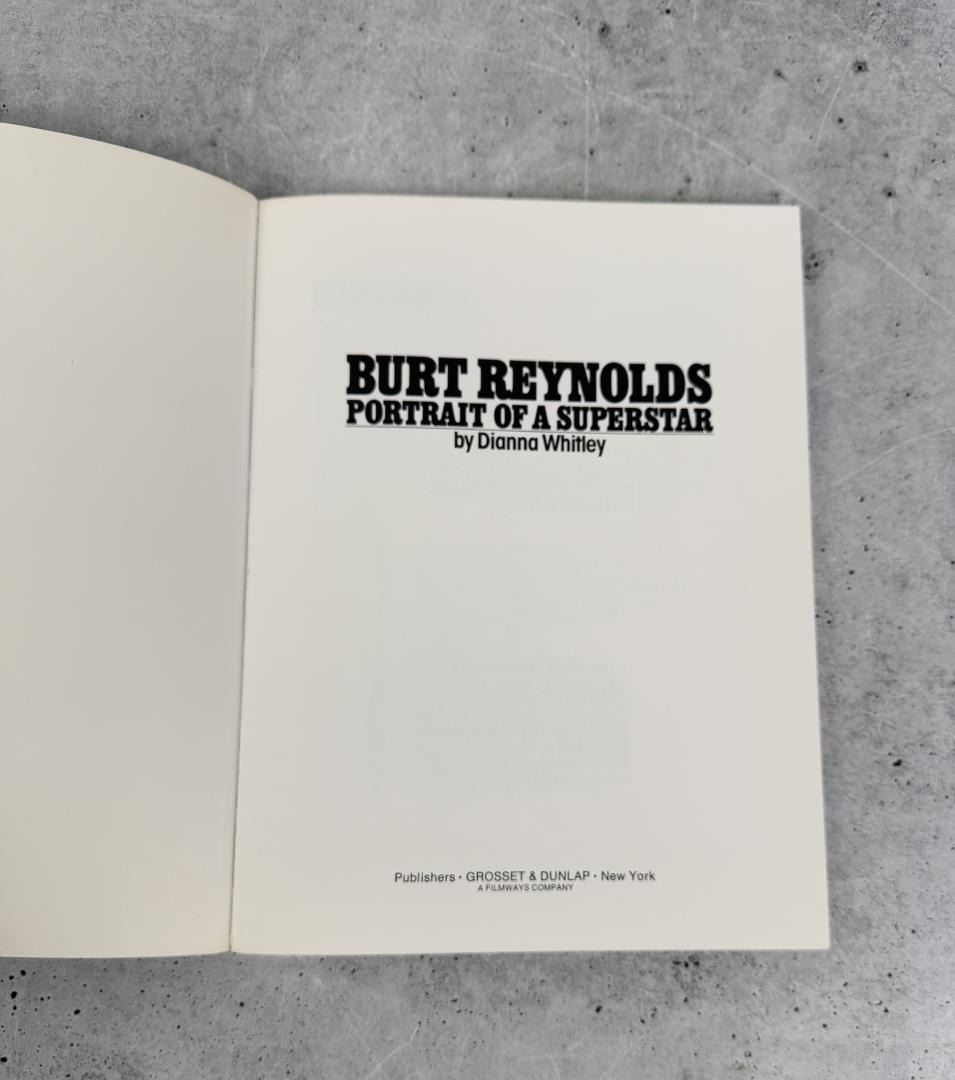 BURT REYNOLDS
PORTRAIT OF A SUPERSTAR
by Dianna Whitley
Publishers • GROSSET & DUNLAP • New York
A FILMWAYS COMPANY